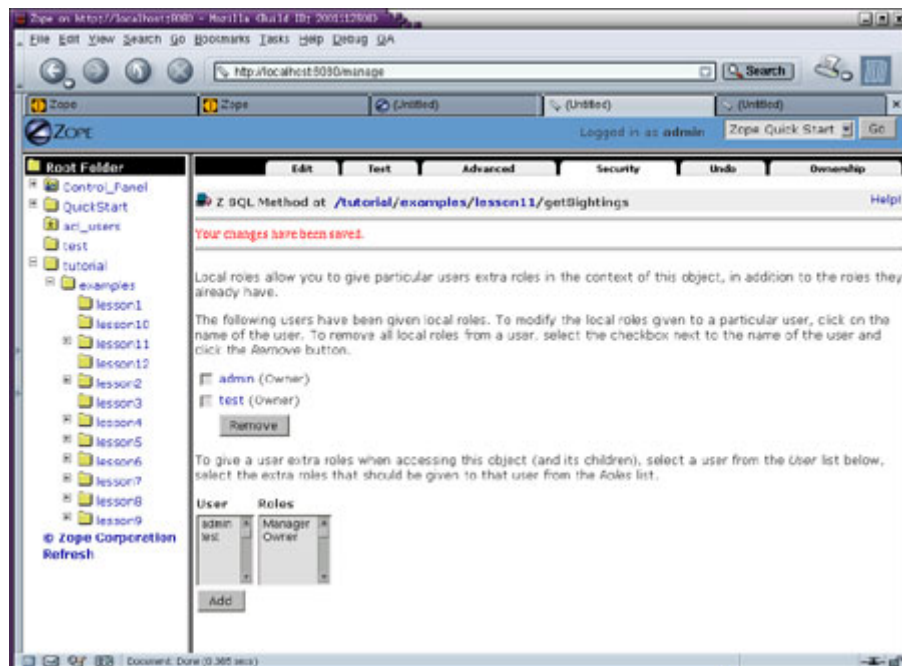 Zope on http://localhost:8080 - Mozilla {Build ID: 2001112808}
File Edit View Search Go Bookmarks Tasks Help Debug QA
http://localhost:8080/manage
Search
Zope
Zope
(Untitled)
(Untitled)
(Untitled)
ZOPE
Logged in as admin
Zope Quick Start
Go
Root Folder
Control_Panel
QuickStart
acl_users
test
tutorial
examples
lesson1
lesson10
lesson11
lesson12
lesson2
lesson3
lesson4
lesson5
lesson6
lesson7
lesson8
lesson9
© Zope Corporation
Refresh
Edit Test Advanced Security Undo Ownership
Z SQL Method at /tutorial/examples/lesson11/getSightings
Help!
Your changes have been saved.
Local roles allow you to give particular users extra roles in the context of this object, in addition to the roles they
already have.
The following users have been given local roles. To modify the local roles given to a particular user, click on the
name of the user. To remove all local roles from a user, select the checkbox next to the name of the user and
click the Remove button.
admin (Owner)
test (Owner)
Remove
To give a user extra roles when accessing this object (and its children), select a user from the User list below,
select the extra roles that should be given to that user from the Roles list.
User Roles
admin
test
Manager
Owner
Add
Document: Done (0.385 secs)